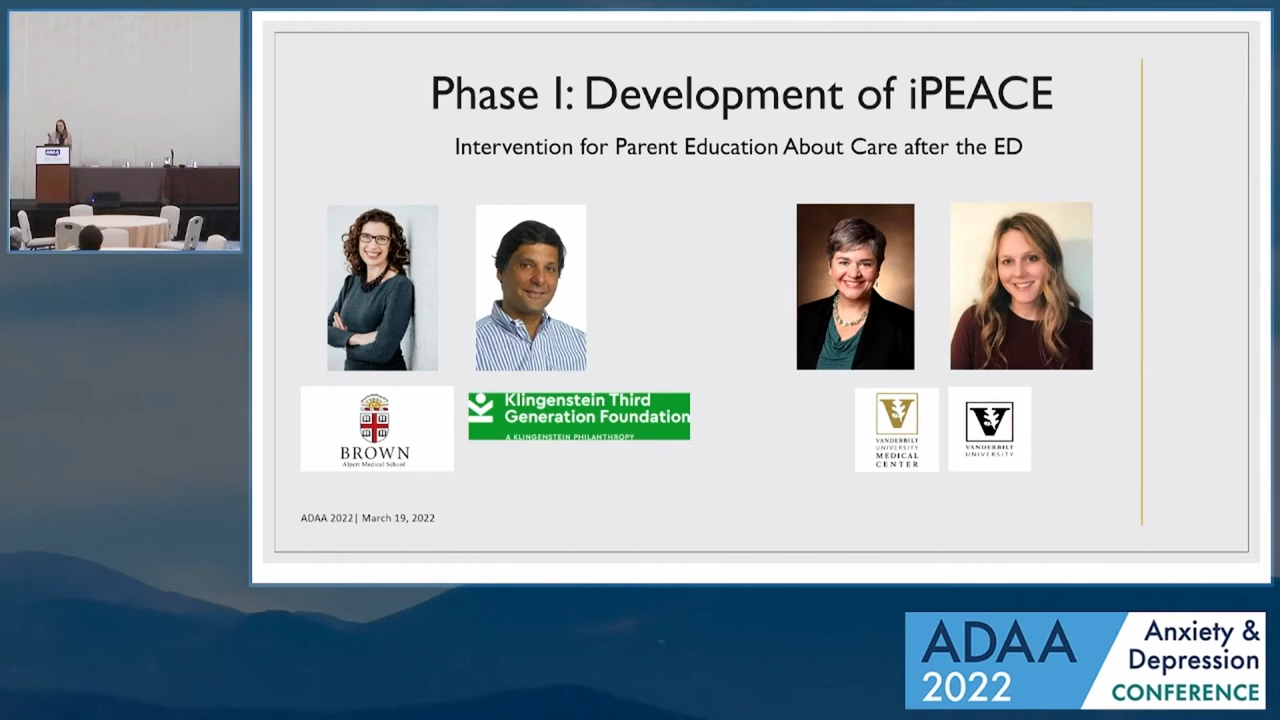 Phase I: Development of iPEACE
Intervention for Parent Education About Care after the ED
BROWN
Alpert Medical School
Klingenstein Third
Generation Foundation
A KLINGENSTEIN PHILANTHROPY
VANDERBILT
UNIVERSITY
MEDICAL
CENTER
VANDERBILT
UNIVERSITY
ADAA 2022| March 19, 2022
ADAA
2022
Anxiety &
Depression
CONFERENCE